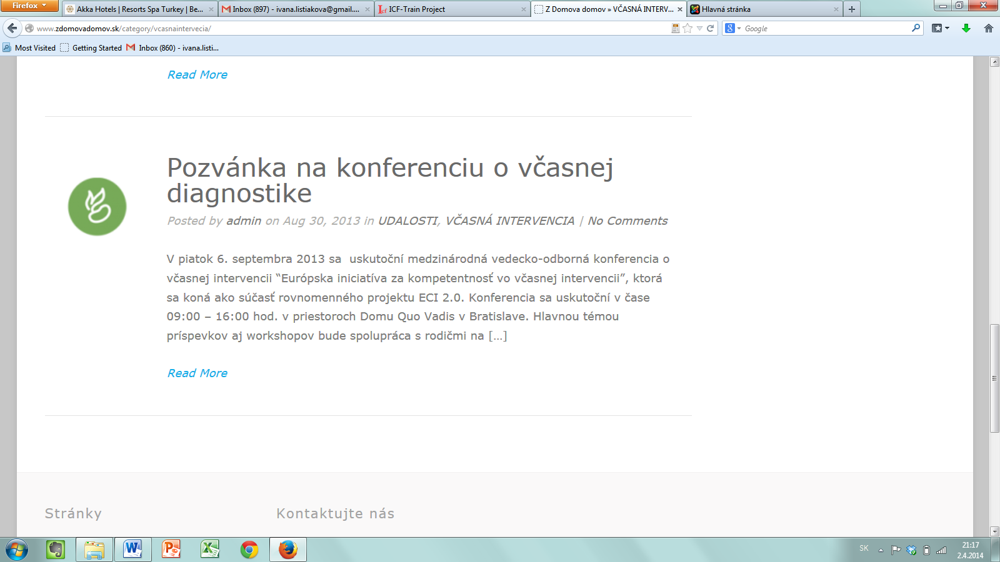 Firefox
Akka Hotels | Resorts Spa Turkey | Be...
Inbox (897) - ivana.listiakova@gmail....
ICF-Train Project
Z Domova domov » VČASNÁ INTERV...
Hlavná stránka
www.zdomovadomov.sk/category/vcasnaintervecia/
Google
Most Visited
Getting Started
Inbox (860) - ivana.listi...
Read More
Pozvánka na konferenciu o včasnej
diagnostike
Posted by admin on Aug 30, 2013 in UDALOSTI, VČASNÁ INTERVENCIA | No Comments
V piatok 6. septembra 2013 sa  uskutoční medzinárodná vedecko-odborná konferencia o
včasnej intervencii “Európska iniciatíva za kompetentnosť vo včasnej intervencii”, ktorá
sa koná ako súčasť rovnomenného projektu ECI 2.0. Konferencia sa uskutoční v čase
09:00 – 16:00 hod. v priestoroch Domu Quo Vadis v Bratislave. Hlavnou témou
príspevkov aj workshopov bude spolupráca s rodičmi na [...]
Read More
Stránky
Kontaktujte nás
SK
21:17
2.4.2014